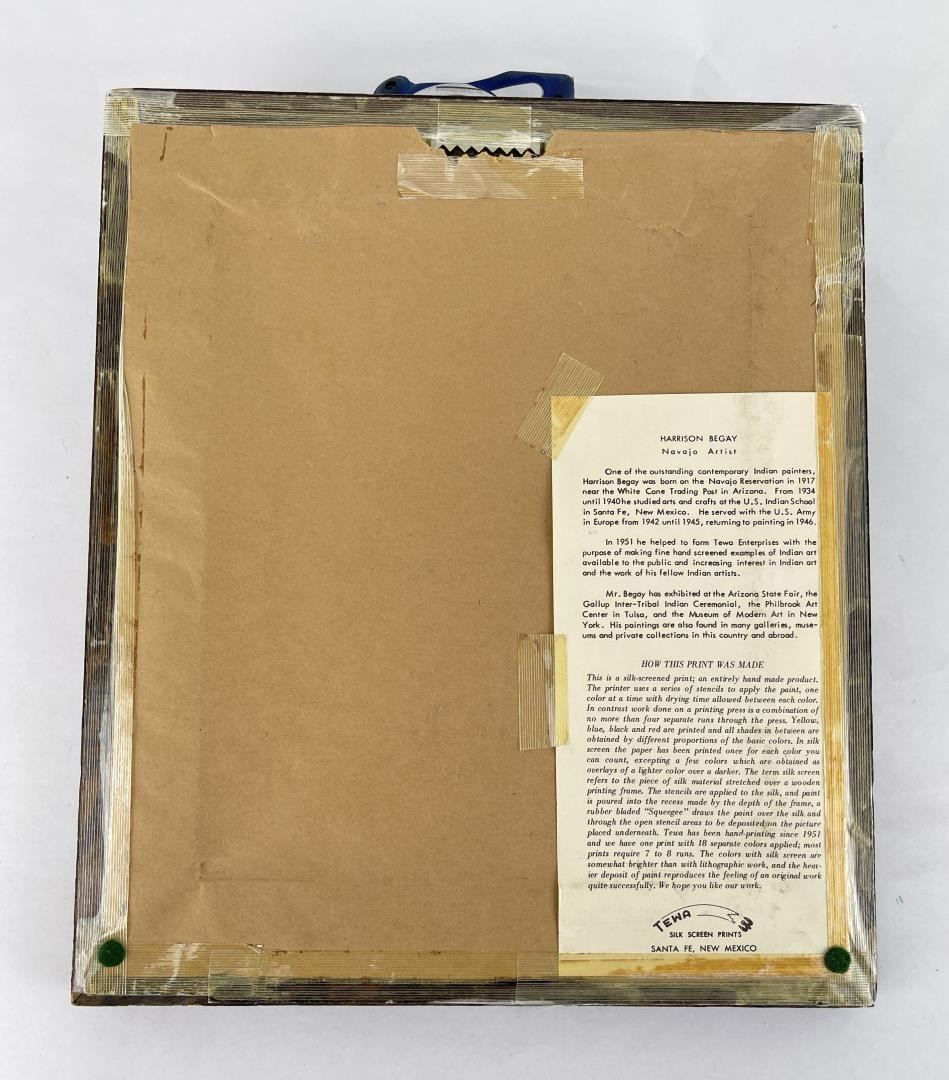 HARRISON BEGAY
Navajo Artist
One of the outstanding contemporary Indian painters,
Harrison Begay was born on the Navajo Reservation in 1917
near the White Cone Trading Post in Arizona. From 1934
until 1940 he studied arts and crafts at the U.S. Indian School
in Santa Fe, New Mexico. He served with the U.S. Army
in Europe from 1942 until 1945, returning to painting in 1946.
In 1951 he helped to form Tewa Enterprises with the
purpose of making fine hand screened examples of Indian art
available to the public and increasing interest in Indian art
and the work of his fellow Indian artists.
Mr. Begay has exhibited at the Arizona State Fair, the
Gallup Inter-Tribal Indian Ceremonial, the Philbrook Art
Center in Tulsa, and the Museum of Modern Art in New
York. His paintings are also found in many galleries, muse-
ums and private collections in this country and abroad.
HOW THIS PRINT WAS MADE
This is a silk-screened print; an entirely hand made product.
The printer uses a series of stencils to apply the paint, one
color at a time with drying time allowed between each color.
In contrast work done on a printing press is a combination of
no more than four separate runs through the press. Yellow,
blue, black and red are printed and all shades in between are
obtained by different proportions of the basic colors. In silk
screen the paper has been printed once for each color you
can count, excepting a few colors which are obtained as
overlays of a lighter color over a darker. The term silk screen
refers to the piece of silk material stretched over a wooden
printing frame. The stencils are applied to the silk, and paint
is poured into the recess made by the depth of the frame, a
rubber bladed "Squeegee" draws the paint over the silk and
through the open stencil areas to be deposited on the picture
placed underneath. Tewa has been hand-printing since 1951
and we have one print with 18 separate colors applied; most
prints require 7 to 8 runs. The colors with silk screen are
somewhat brighter than with lithographic work, and the heav-
ier deposit of paint reproduces the feeling of an original work
quite successfully. We hope you like our work.
TEWA
SILK SCREEN PRINTS
SANTA FE, NEW MEXICO